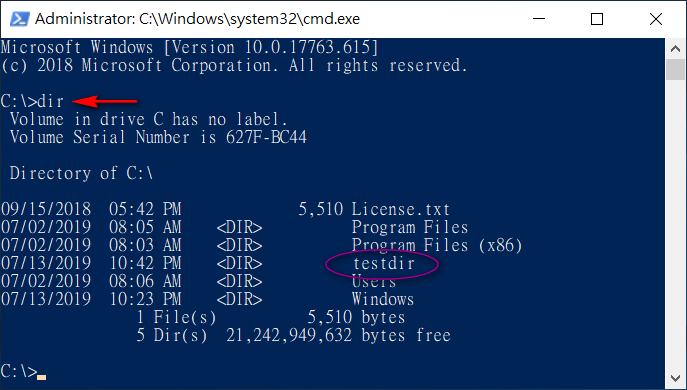 Administrator: C:\Windows\system32\cmd.exe
Microsoft Windows [Version 10.0.17763.615]
(c) 2018 Microsoft Corporation. All rights reserved.
C:\>dir
Volume in drive C has no label.
Volume Serial Number is 627F-BC44
Directory of C:\
09/15/2018  05:42 PM             5,510 License.txt
07/02/2019  08:05 AM    <DIR>          Program Files
07/02/2019  08:03 AM    <DIR>          Program Files (x86)
07/13/2019  10:42 PM    <DIR>          testdir
07/02/2019  08:06 AM    <DIR>          Users
07/13/2019  10:23 PM    <DIR>          Windows
1 File(s)          5,510 bytes
5 Dir(s)  21,242,949,632 bytes free
C:\>